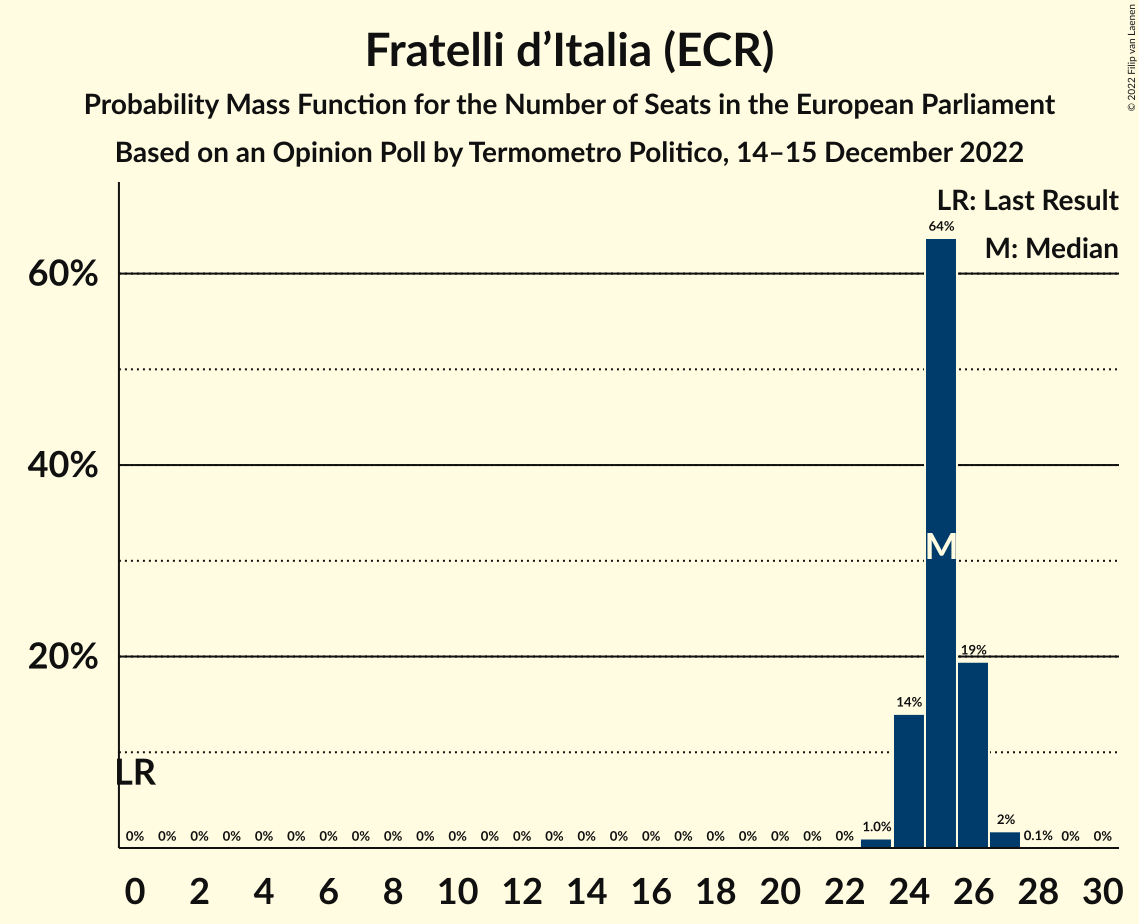 Fratelli d’Italia (ECR)
Probability Mass Function for the Number of Seats in the European Parliament
Based on an Opinion Poll by Termometro Politico, 14–15 December 2022
© 2022 Filip van Laenen
LR: Last Result
M: Median
64%
60%
40%
M
20%
19%
14%
LR
0% 0% 0% 0% 0% 0% 0% 0% 0% 0% 0% 0% 0% 0% 0% 0% 0% 0% 0% 0% 0% 0% 0% 1.0% 2% 0.1% 0% 0%
0 2 4 6 8 10 12 14 16 18 20 22 24 26 28 30